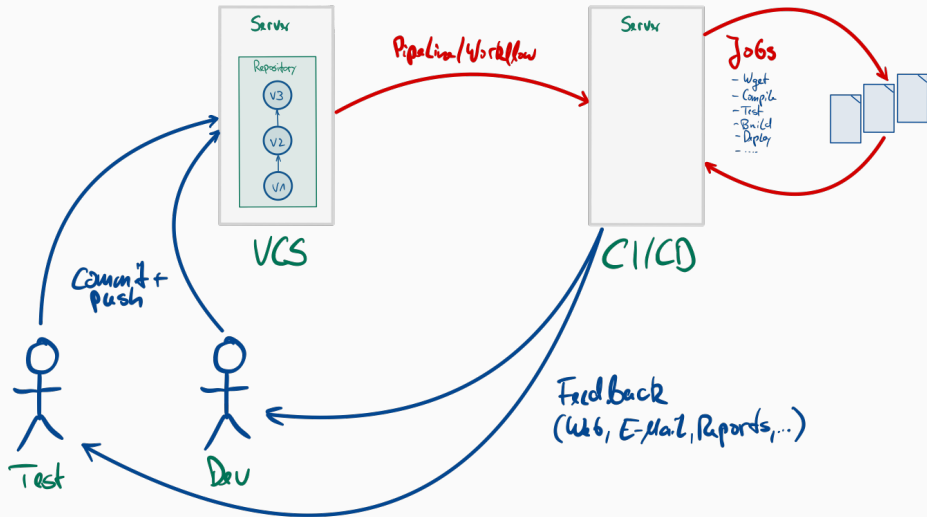 Server
Repository
V3
V2
V1
VCS
Pipeline/Workflow
Server
CI/CD
Jobs
- Wget
- Compile
- Test
- Build
- Deploy
- ....
Commit +
push
Test
Dev
Feedback
(Web, E-Mail, Reports,...)